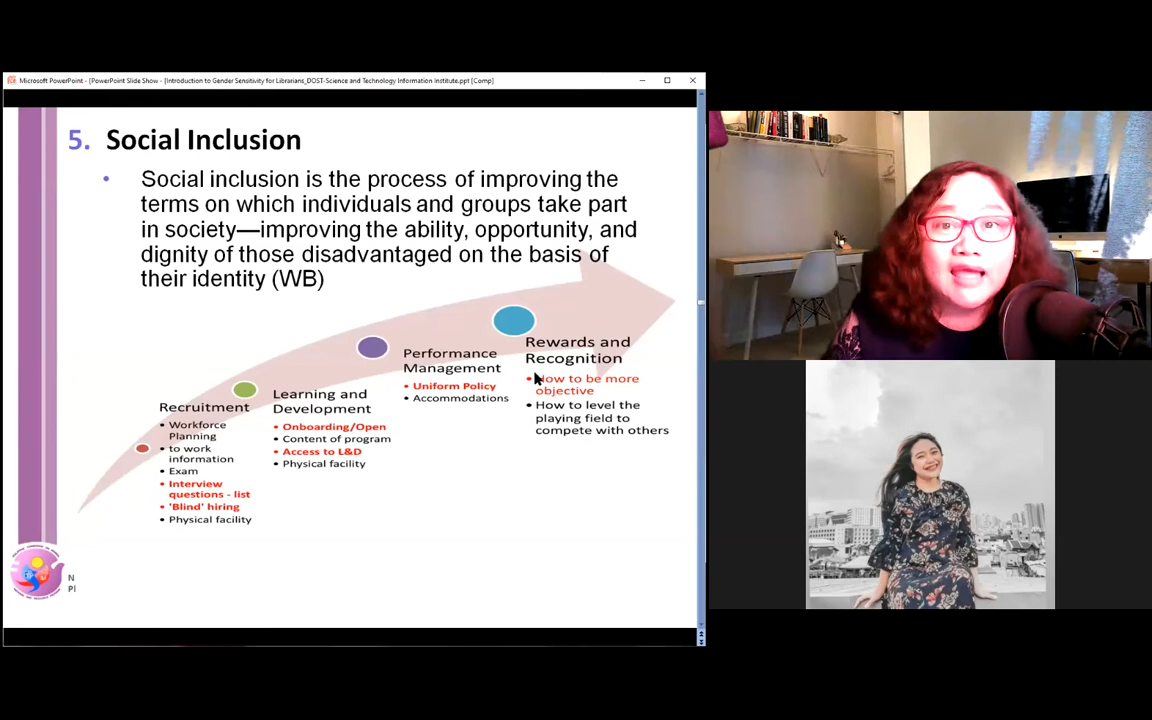 Microsoft PowerPoint - [PowerPoint Slide Show - [Introduction to Gender Sensitivity for Librarians_DOST-Science and Technology Information Institute.ppt [Comp]
5. Social Inclusion
• Social inclusion is the process of improving the
terms on which individuals and groups take part
in society—improving the ability, opportunity, and
dignity of those disadvantaged on the basis of
their identity (WB)
Recruitment
• Workforce
Planning
• to work
information
• Exam
• Interview
questions - list
• 'Blind' hiring
• Physical facility
Learning and
Development
• Onboarding/Open
• Content of program
• Access to L&D
• Physical facility
Performance
Management
• Uniform Policy
• Accommodations
Rewards and
Recognition
• How to be more
objective
• How to level the
playing field to
compete with others
N
Pl